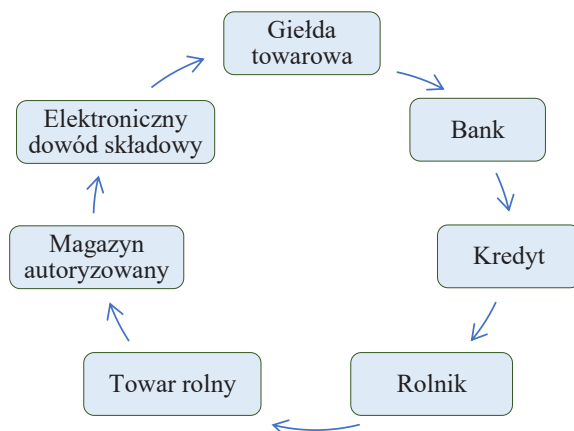 Giełda
towarowa
Bank
Kredyt
Rolnik
Towar rolny
Magazyn
autoryzowany
Elektroniczny
dowód składowy